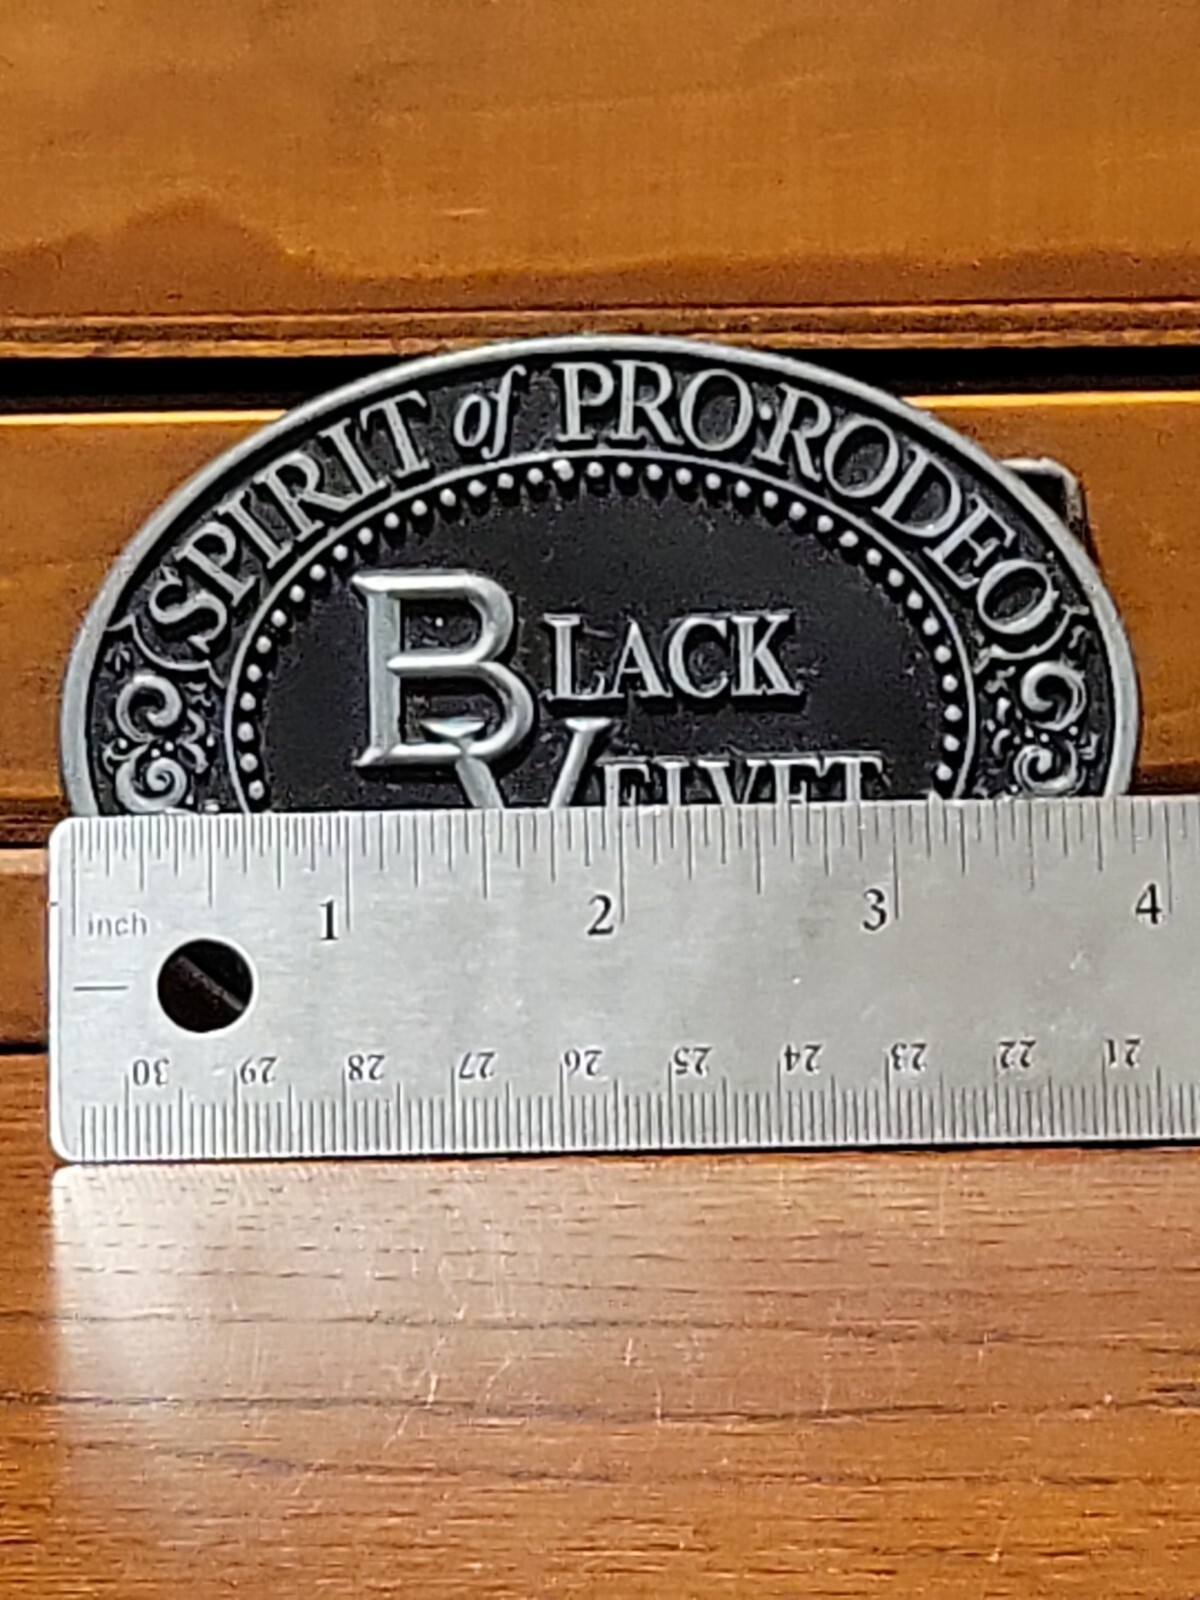 SPIRIT of PRO·RODEO
BLACK
VELVET
1 2 3 4
inch
30 29 28 27 26 25 24 23 22 21